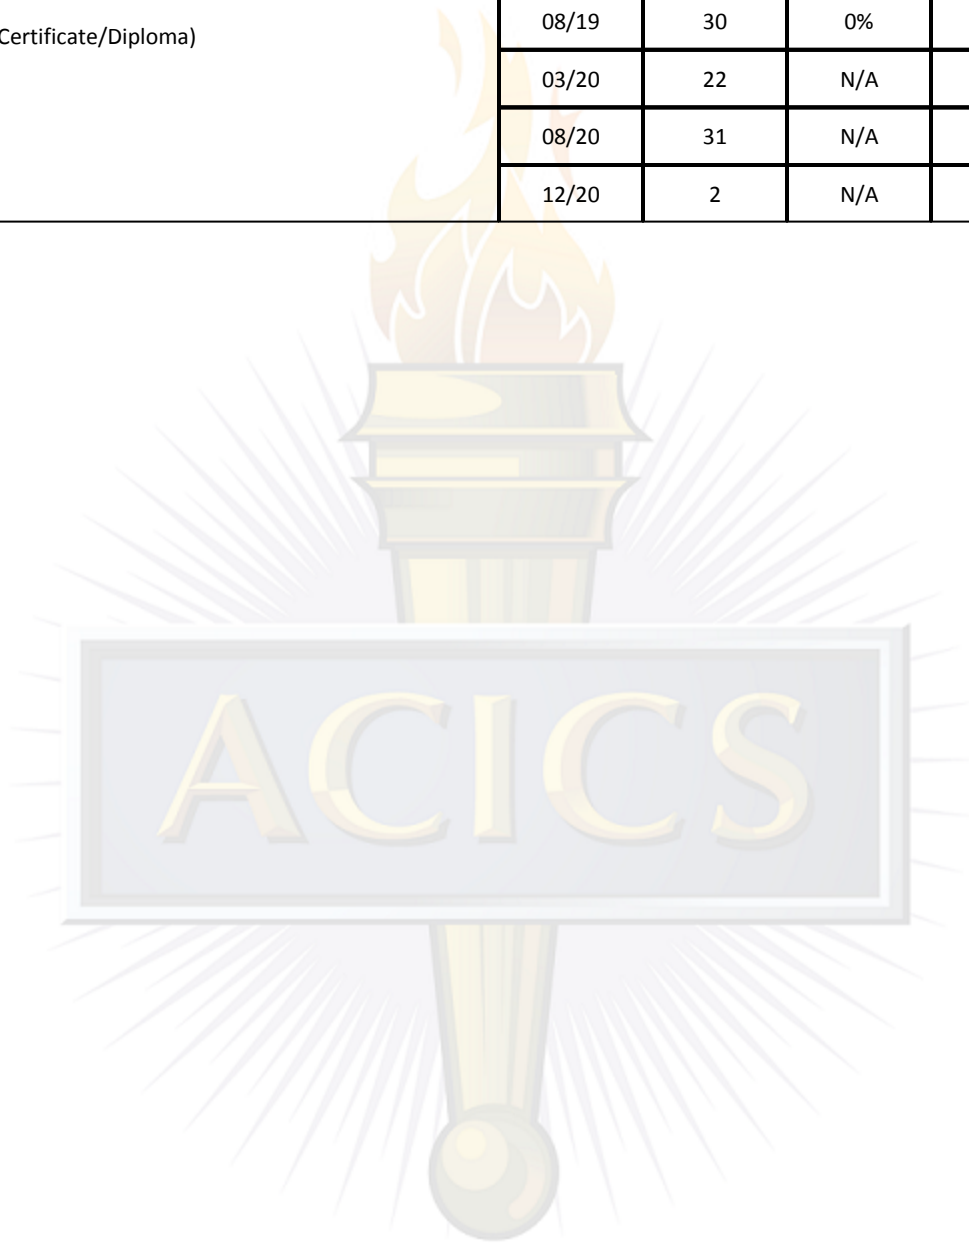 08/19 30 0%
Certificate/Diploma)
03/20 22 N/A
08/20 31 N/A
12/20 2 N/A
ACICS